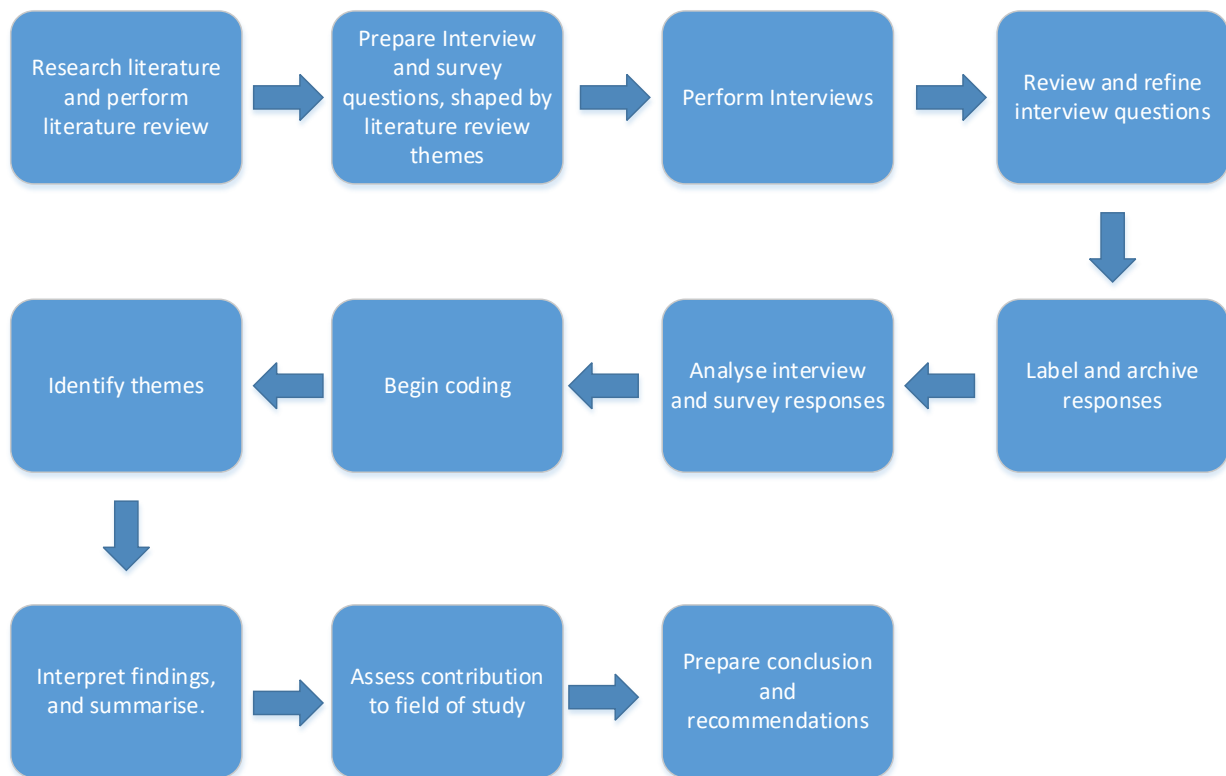 Research literature
and perform
literature review
Prepare Interview
and survey
questions, shaped by
literature review
themes
Perform Interviews
Review and refine
interview questions
Label and archive
responses
Analyse interview
and survey responses
Begin coding
Identify themes
Interpret findings,
and summarise.
Assess contribution
to field of study
Prepare conclusion
and
recommendations